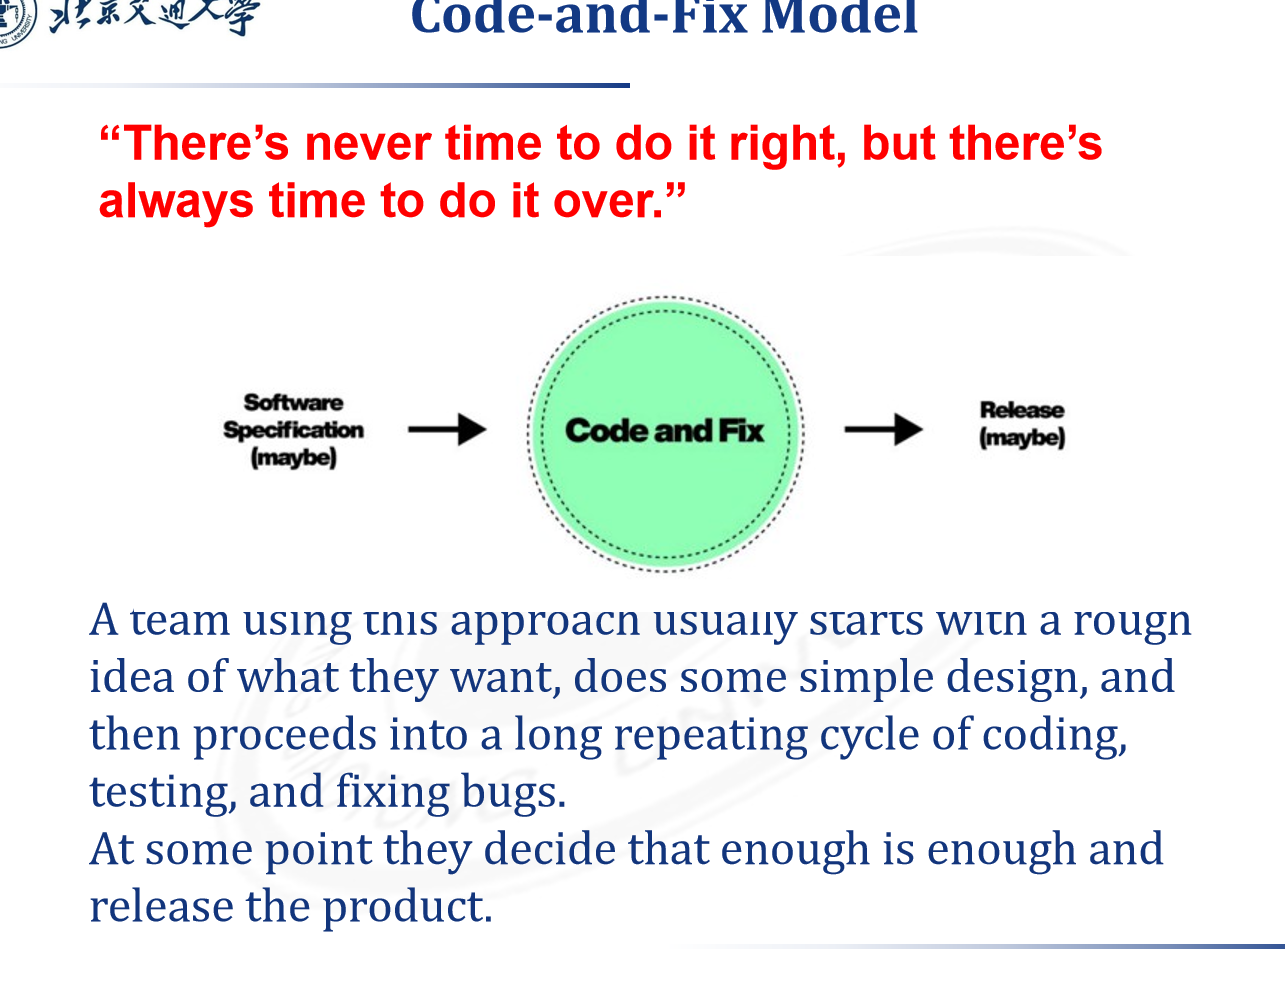 北京交通大学
Code-and-Fix Model
“There’s never time to do it right, but there’s
always time to do it over.”
Software
Specification
(maybe)
Code and Fix
Release
(maybe)
A team using this approach usually starts with a rough
idea of what they want, does some simple design, and
then proceeds into a long repeating cycle of coding,
testing, and fixing bugs.
At some point they decide that enough is enough and
release the product.